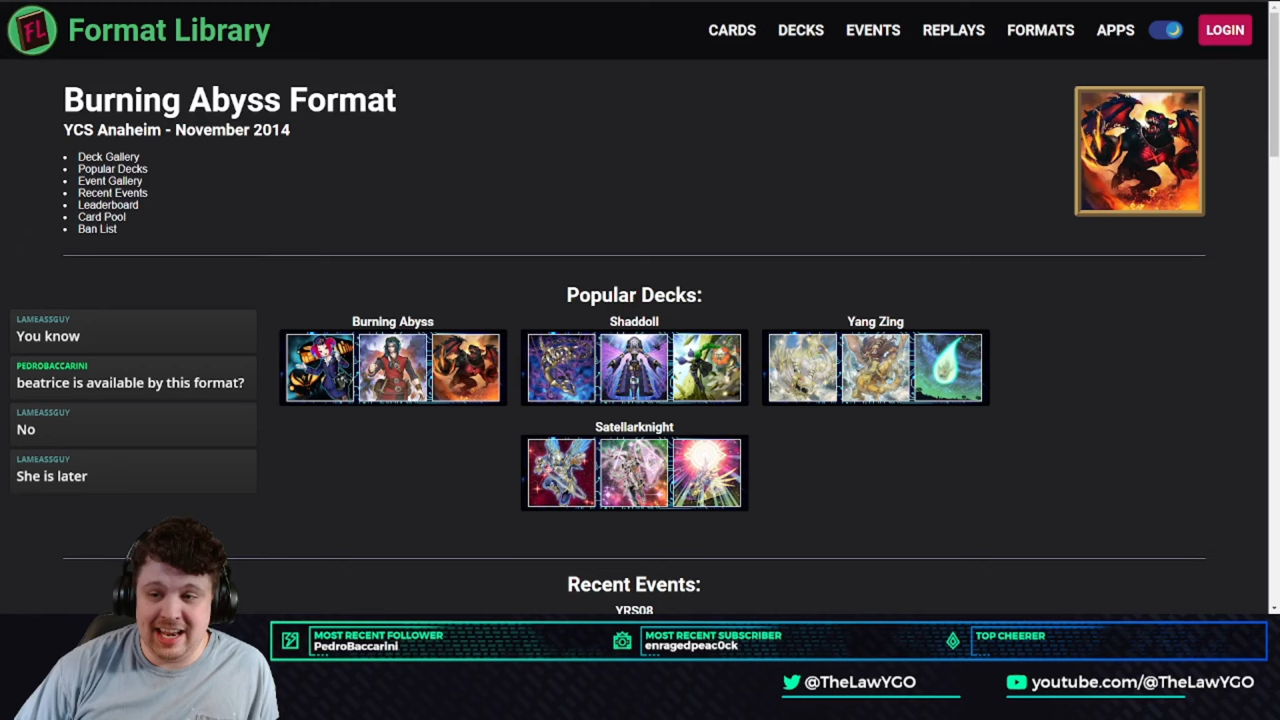 FL
Format Library
CARDS
DECKS
EVENTS
REPLAYS
FORMATS
APPS
LOGIN
Burning Abyss Format
YCS Anaheim - November 2014
Deck Gallery
Popular Decks
Event Gallery
Recent Events
Leaderboard
Card Pool
Ban List
Popular Decks:
Burning Abyss
Shaddoll
Yang Zing
Satellarknight
LAMEASSGUY
You know
PEDROBACCARINI
beatrice is available by this format?
LAMEASSGUY
No
LAMEASSGUY
She is later
Recent Events:
YRS08
MOST RECENT FOLLOWER
PedroBaccarini
MOST RECENT SUBSCRIBER
enragedpeac0ck
TOP CHEERER
@TheLawYGO
youtube.com/@TheLawYGO